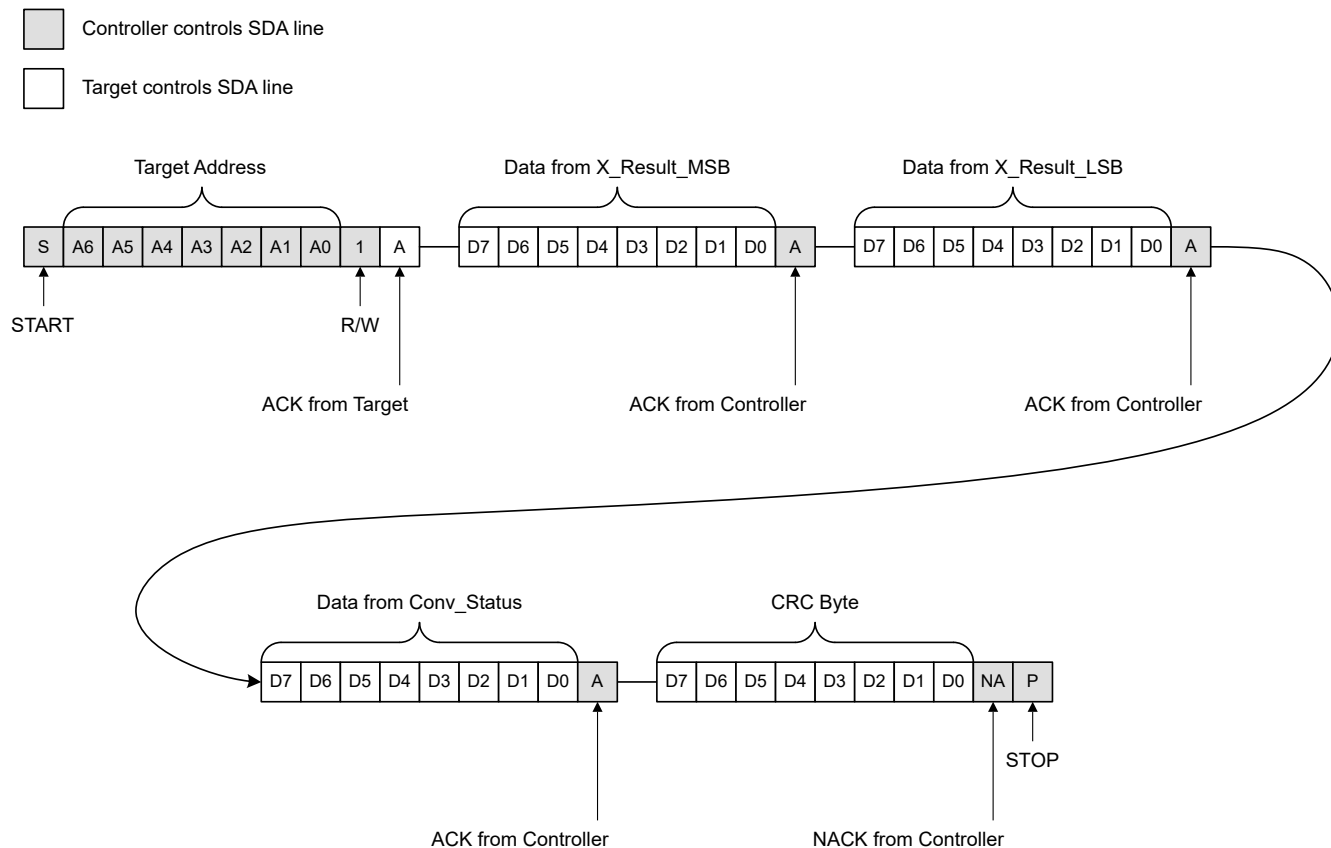 Controller controls SDA line
Target controls SDA line
Target Address
Data from X_Result_MSB
Data from X_Result_LSB
S A6 A5 A4 A3 A2 A1 A0 1 A
D7 D6 D5 D4 D3 D2 D1 D0 A
D7 D6 D5 D4 D3 D2 D1 D0 A
START
R/W
ACK from Target
ACK from Controller
ACK from Controller
Data from Conv_Status
CRC Byte
D7 D6 D5 D4 D3 D2 D1 D0 A
D7 D6 D5 D4 D3 D2 D1 D0 NA P
STOP
ACK from Controller
NACK from Controller